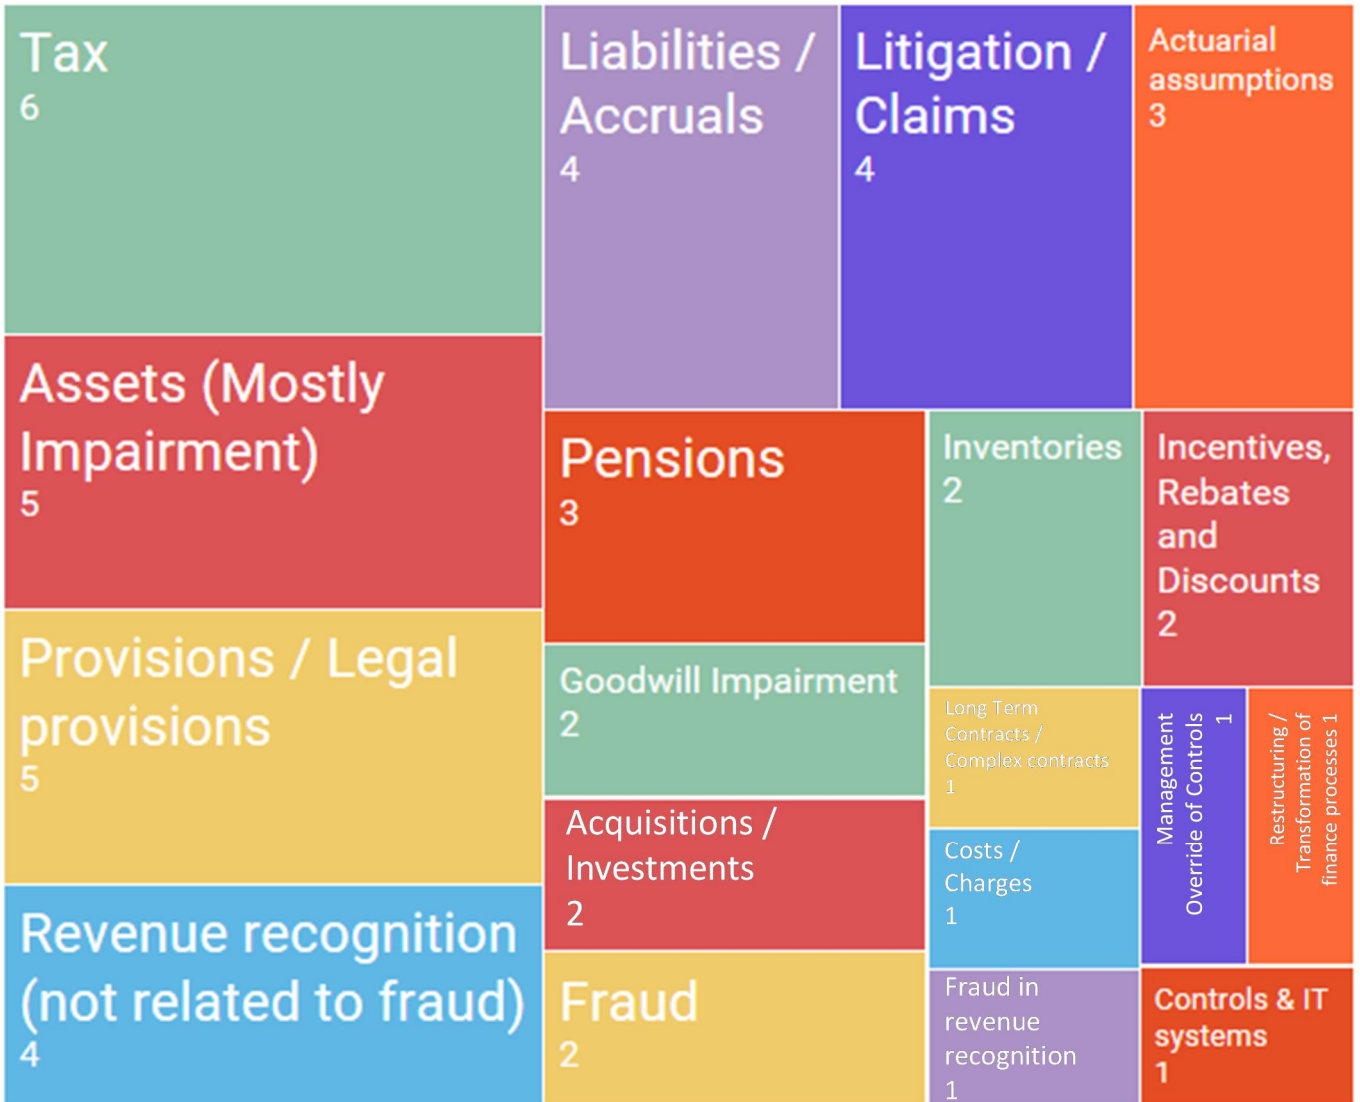 Tax
6
Assets (Mostly
Impairment)
5
Provisions / Legal
provisions
5
Revenue recognition
(not related to fraud)
4
Liabilities /
Accruals
4
Litigation /
Claims
4
Actuarial
assumptions
3
Pensions
3
Goodwill Impairment
2
Acquisitions /
Investments
2
Fraud
2
Inventories
2
Incentives,
Rebates
and
Discounts
2
Long Term
Contracts /
Complex contracts
1
Costs /
Charges
1
Fraud in
revenue
recognition
1
Management
Override of Controls
1
Restructuring /
Transformation of
finance processes 1
Controls & IT
systems
1